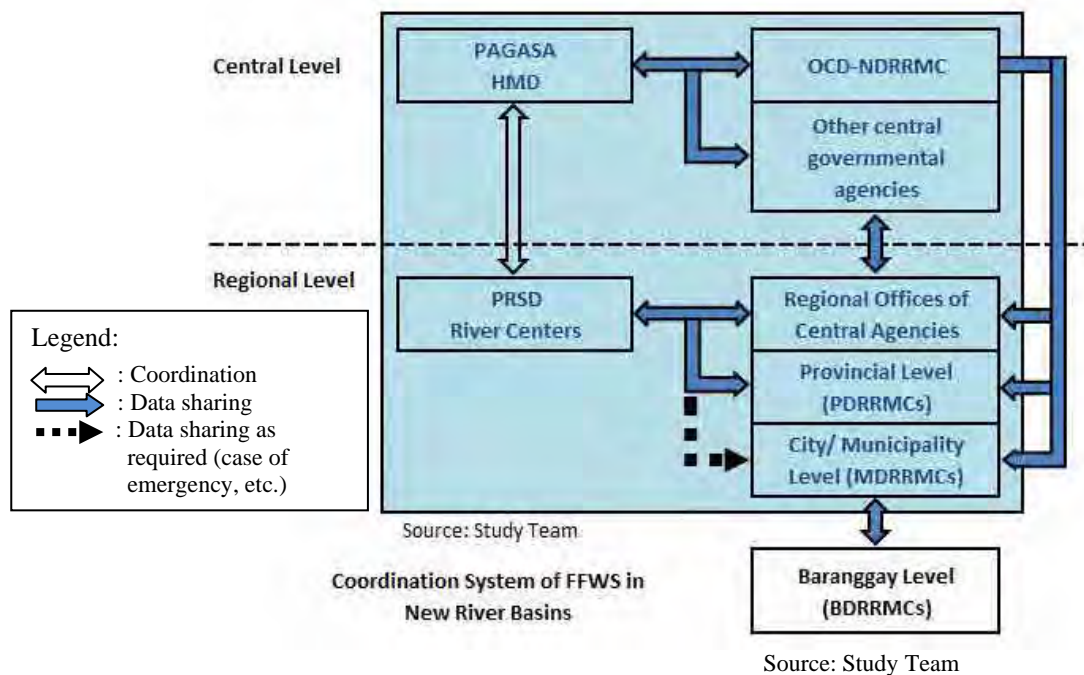 Central Level
PAGASA
HMD
OCD-NDRRMC
Other central
governmental
agencies
Regional Level
PRSD
River Centers
Regional Offices of
Central Agencies
Provincial Level
(PDRRMCs)
City/ Municipality
Level (MDRRMCs)
Legend:
: Coordination
: Data sharing
: Data sharing as
required (case of
emergency, etc.)
Source: Study Team
Coordination System of FFWS in
New River Basins
Baranggay Level
(BDRRMCs)
Source: Study Team